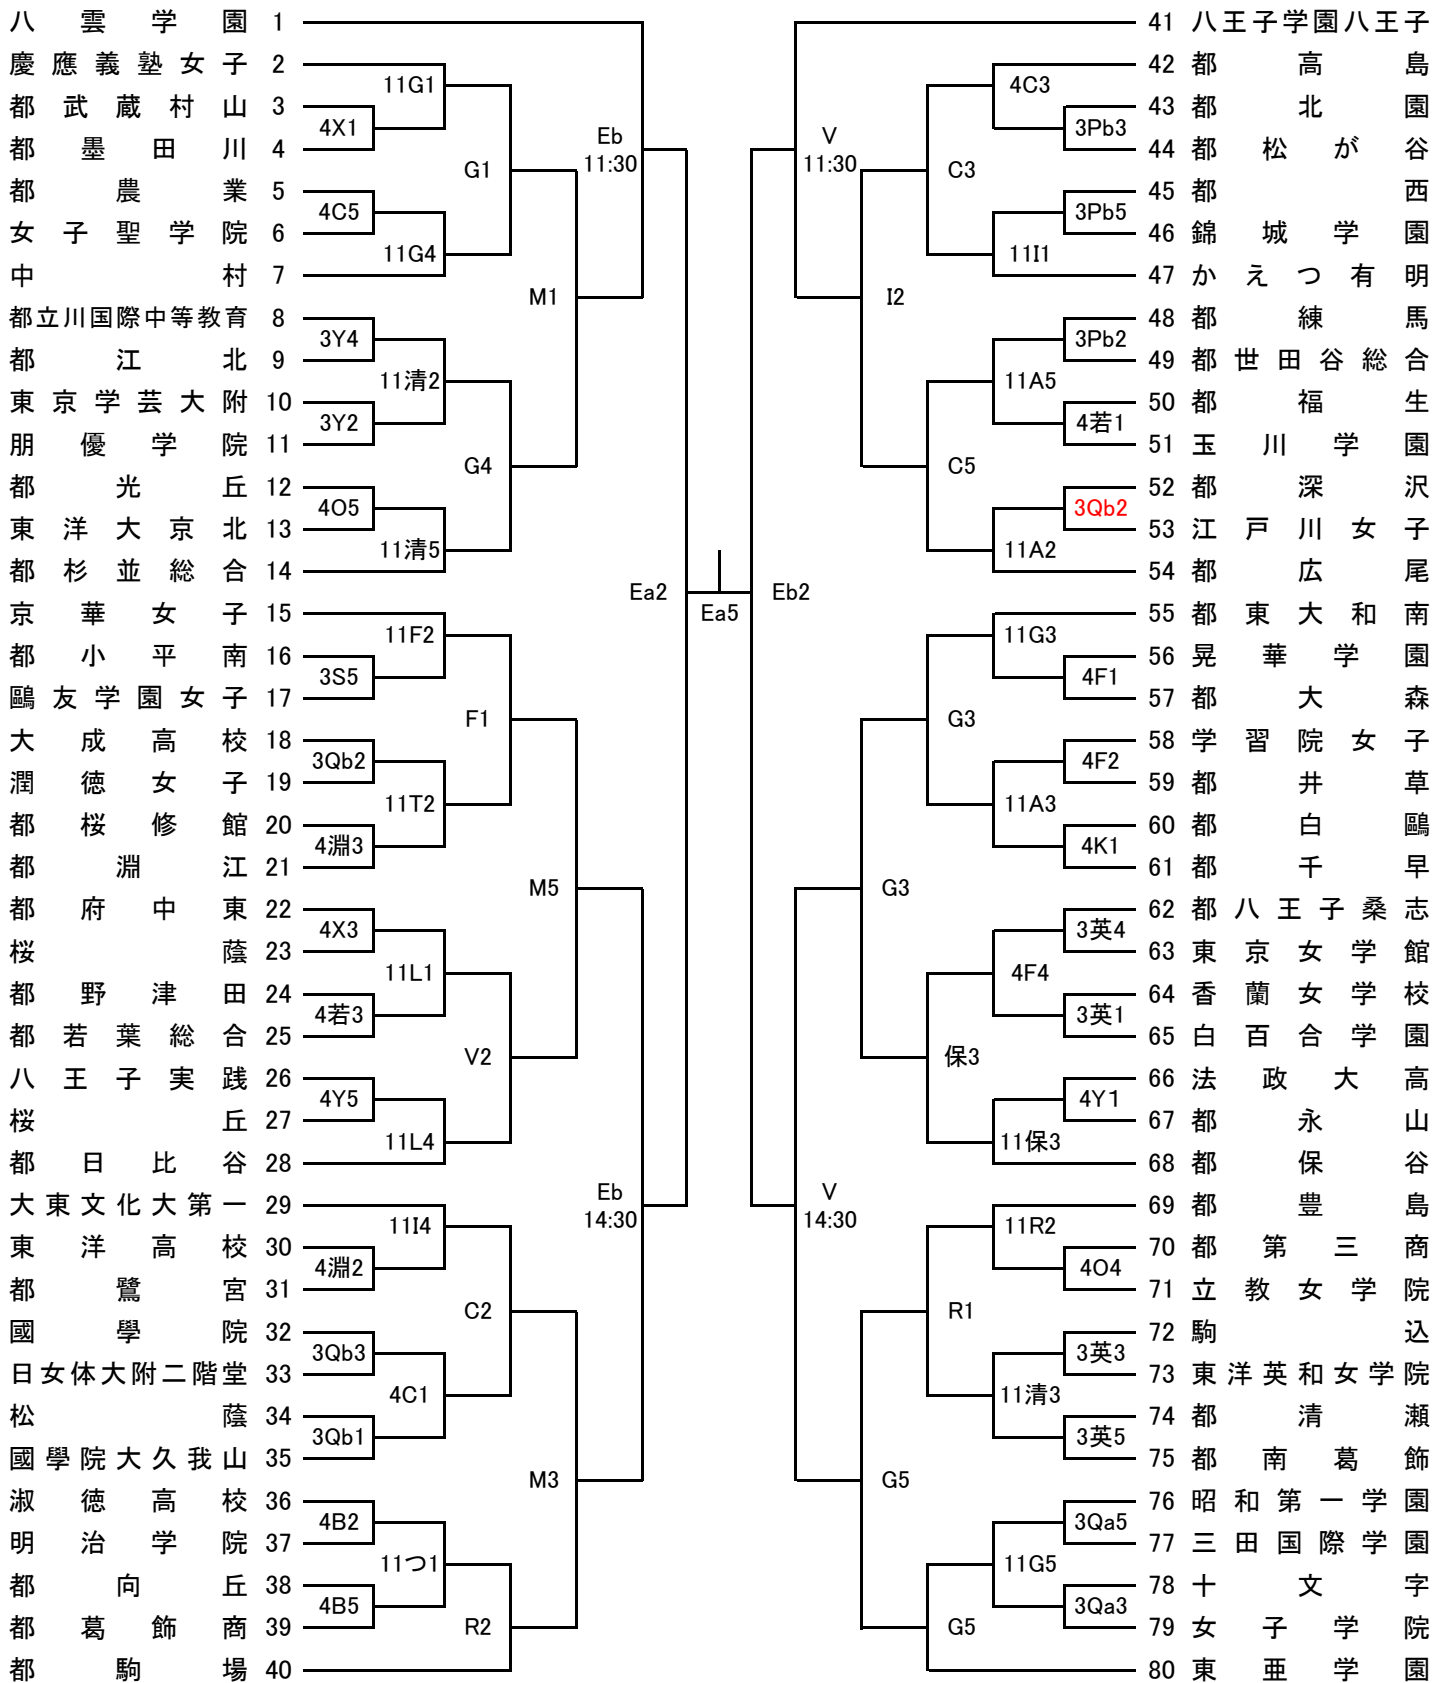 八雲学園 1
慶應義塾女子 2
11G1
都武蔵村山 3
4X1
都墨田川 4
G1
Eb
11:30
都農業 5
4C5
女子聖学院 6
11G4
中村 7
M1
都立川国際中等教育 8
3Y4
都江北 9
11清2
東京学芸大附 10
3Y2
朋優学院 11
G4
都光丘 12
4O5
東洋大京北 13
11清5
都杉並総合 14
Ea2
京華女子 15
11F2
都小平南 16
3S5
鷗友学園女子 17
F1
大成高校 18
3Qb2
潤徳女子 19
11T2
都桜修館 20
4淵3
都淵江 21
M5
都府中東 22
4X3
桜蔭 23
11L1
都野津田 24
4若3
都若葉総合 25
V2
八王子実践 26
4Y5
桜丘 27
11L4
都日比谷 28
Eb
14:30
大東文化大第一 29
11I4
東洋高校 30
4淵2
都鷺宮 31
C2
國學院 32
3Qb3
日女体大附二階堂 33
4C1
松蔭 34
3Qb1
國學院大久我山 35
M3
淑徳高校 36
4B2
明治学院 37
11つ1
都向丘 38
4B5
都葛飾商 39
R2
都駒場 40
Ea5
41 八王子学園八王子
42 都高島
4C3
43 都北園
3Pb3
44 都松が谷
V
11:30
C3
45 都西
3Pb5
46 錦城学園
11I1
47 かえつ有明
I2
48 都練馬
3Pb2
49 都世田谷総合
11A5
50 都福生
4若1
51 玉川学園
C5
52 都深沢
3Qb2
53 江戸川女子
11A2
54 都広尾
Eb2
55 都東大和南
11G3
56 晃華学園
4F1
57 都大森
G3
58 学習院女子
4F2
59 都井草
11A3
60 都白鷗
4K1
61 都千早
G3
62 都八王子桑志
3英4
63 東京女学館
4F4
64 香蘭女学校
3英1
65 白百合学園
保3
66 法政大高
4Y1
67 都永山
11保3
68 都保谷
V
14:30
69 都豊島
11R2
70 都第三商
4O4
71 立教女学院
R1
72 駒込
3英3
73 東洋英和女学院
11清3
74 都清瀬
3英5
75 都南葛飾
G5
76 昭和第一学園
3Qa5
77 三田国際学園
11G5
78 十文字
3Qa3
79 女子学院
G5
80 東亜学園